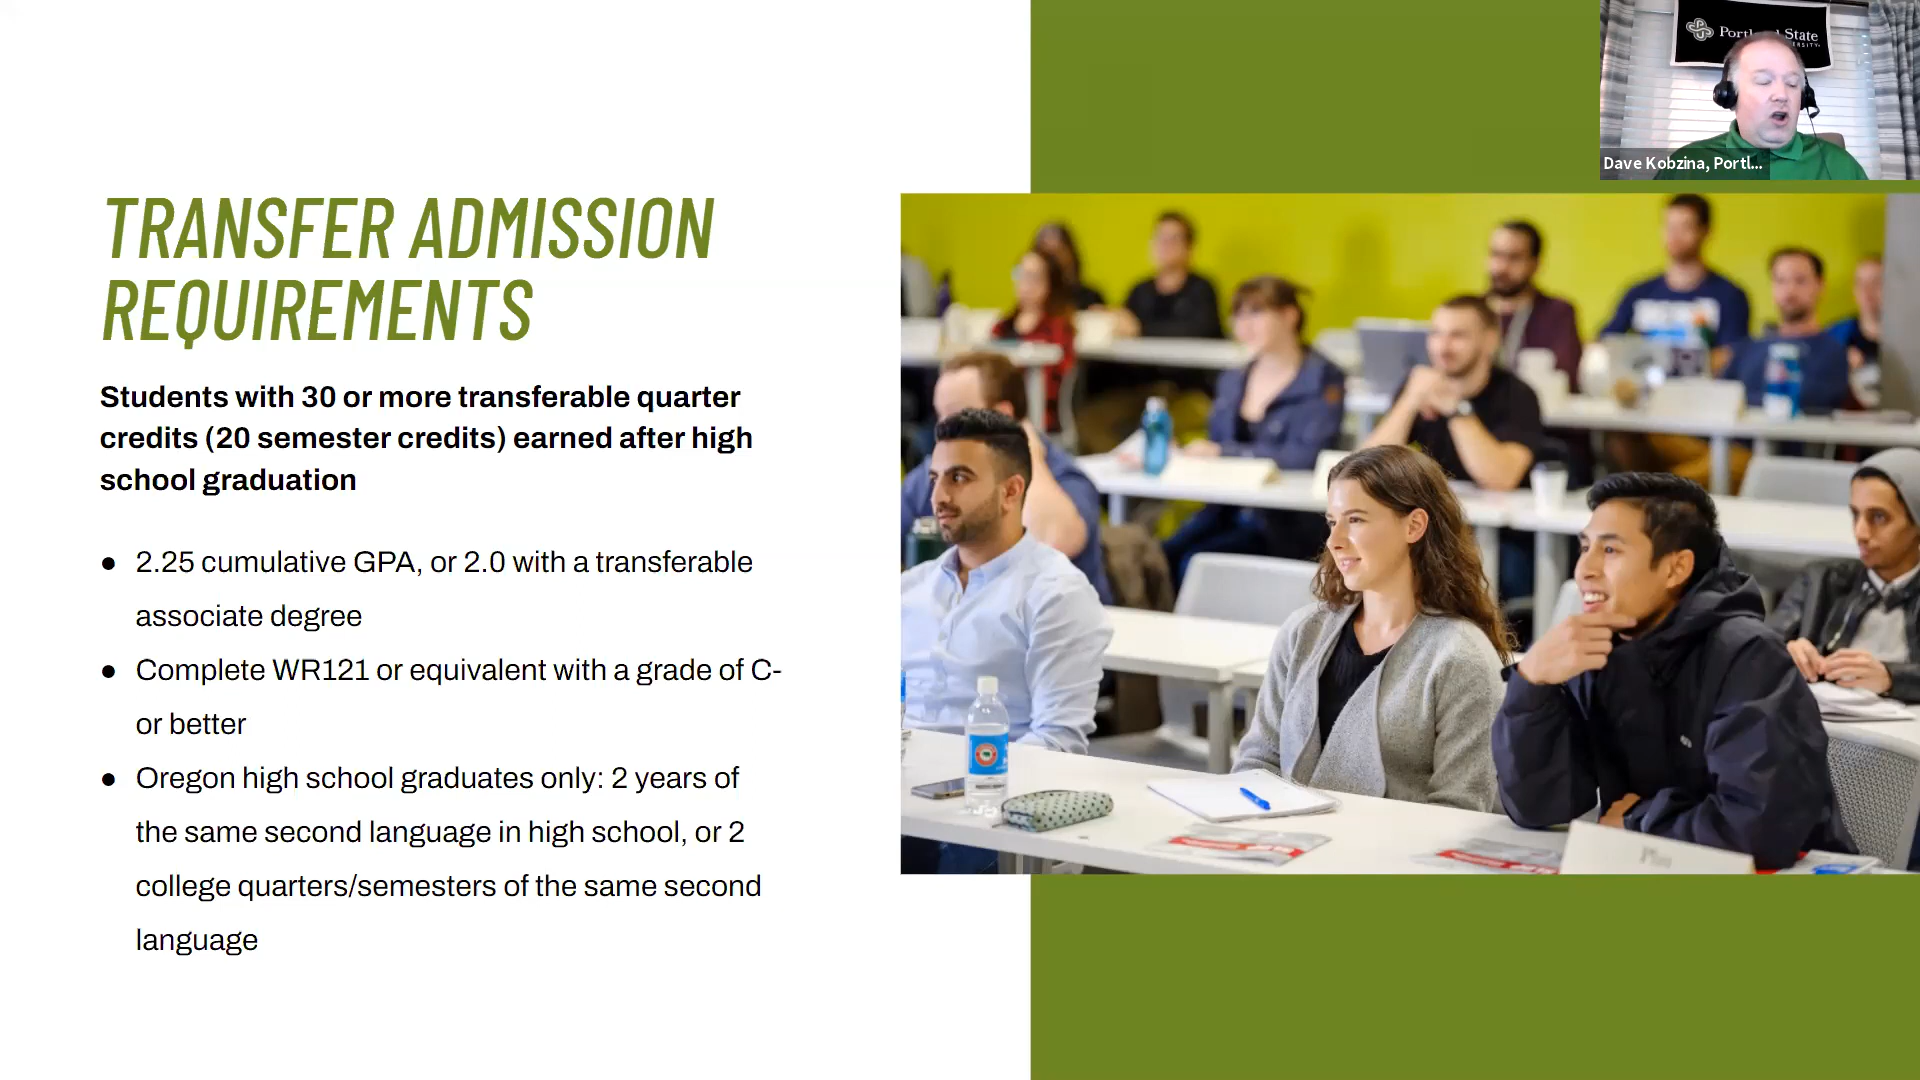 Portland State
Dave Kobzina, Portl...
TRANSFER ADMISSION
REQUIREMENTS
Students with 30 or more transferable quarter
credits (20 semester credits) earned after high
school graduation
● 2.25 cumulative GPA, or 2.0 with a transferable
associate degree
● Complete WR121 or equivalent with a grade of C-
or better
● Oregon high school graduates only: 2 years of
the same second language in high school, or 2
college quarters/semesters of the same second
language